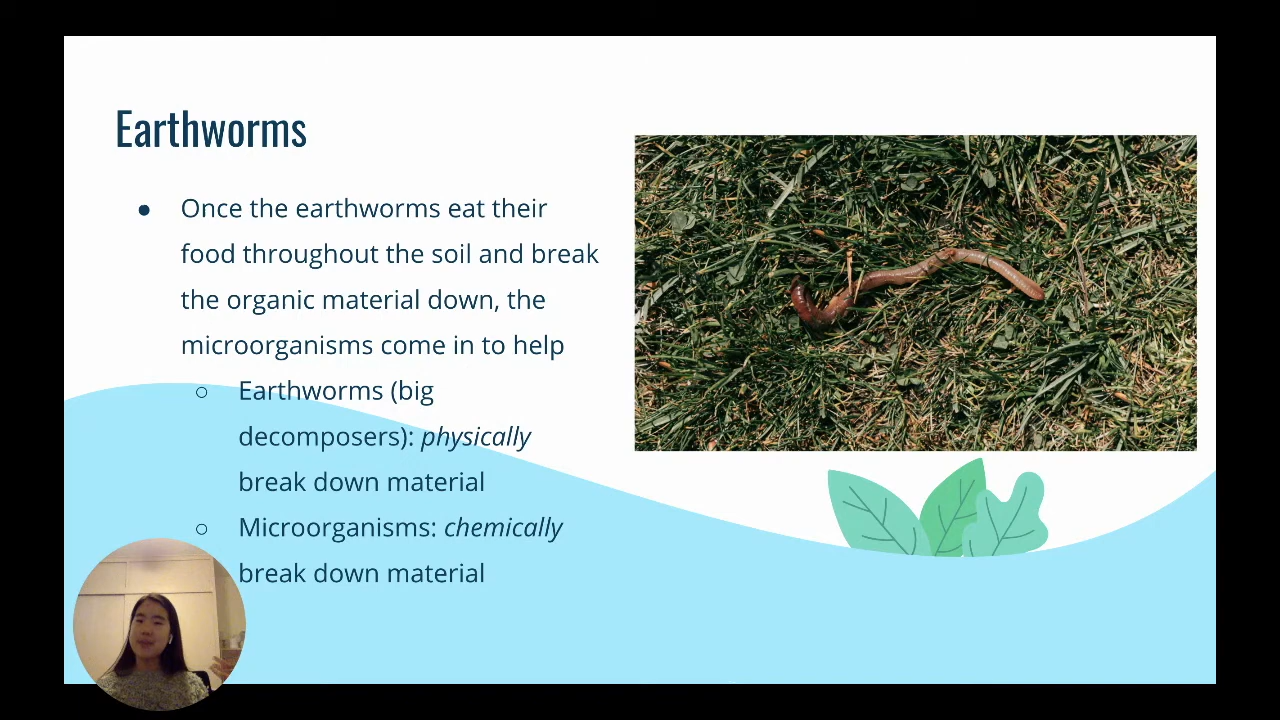 Earthworms
● Once the earthworms eat their
food throughout the soil and break
the organic material down, the
microorganisms come in to help
○ Earthworms (big
decomposers): physically
break down material
○ Microorganisms: chemically
break down material